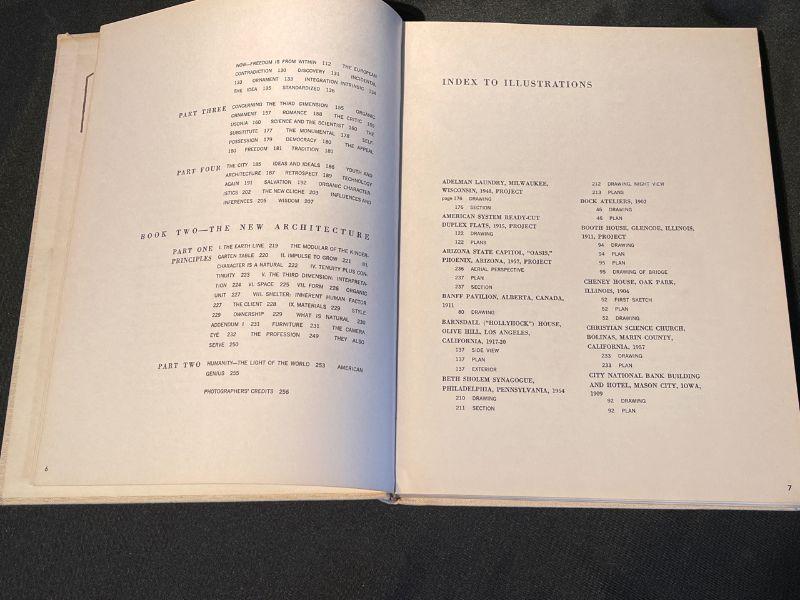 NOW—FREEDOM IS FROM WITHIN 112 THE EUROPEAN
CONTRADICTION 130 DISCOVERY 131 INCIDENTAL
132 ORNAMENT 133 INTEGRATION INTRINSIC 134
THE IDEA 135 STANDARDIZED 135
PART THREE
CONCERNING THE THIRD DIMENSION 155 ORGANIC
ORNAMENT 157 ROMANCE 158 THE CRITIC
USONIA 160 SCIENCE AND THE SCIENTIST 160 THE
SUBSTITUTE 177 THE MONUMENTAL 178 SELF-
POSSESSION 179 DEMOCRACY 180 THE APPEAL
180 FREEDOM 181 TRADITION 181
PART FOUR
THE CITY 185 IDEAS AND IDEALS 186 YOUTH AND
ARCHITECTURE 187 RETROSPECT 189 TECHNOLOGY
AGAIN 191 SALVATION 192 ORGANIC CHARACTER-
ISTICS 202 THE NEW CLICHE 203 INFLUENCES AND
INFERENCES 205 WISDOM 207
BOOK TWO—THE NEW ARCHITECTURE
PART ONE
PRINCIPLES
I. THE EARTH LINE 219 THE MODULAR OF THE KINDER-
GARTEN TABLE 220 II. IMPULSE TO GROW 221 III.
CHARACTER IS A NATURAL 222 IV. TENUITY PLUS CON-
TINUITY 223 V. THE THIRD DIMENSION: INTERPRETA-
TION 224 VI. SPACE 225 VII. FORM 226 ORGANIC
UNIT 227 VIII. SHELTER: INHERENT HUMAN FACTOR
227 THE CLIENT 228 IX. MATERIALS 229 STYLE
229 OWNERSHIP 229 WHAT IS NATURAL 230
ADDENDUM I 231 FURNITURE 231 THE CAMERA
EYE 232 THE PROFESSION 249 THEY ALSO
SERVE 250
PART TWO
HUMANITY—THE LIGHT OF THE WORLD 253 AMERICAN
GENIUS 255
PHOTOGRAPHERS' CREDITS 256
6
INDEX TO ILLUSTRATIONS
ADELMAN LAUNDRY, MILWAUKEE,
WISCONSIN, 1945, PROJECT
page 176 DRAWING
176 SECTION
AMERICAN SYSTEM READY-CUT
DUPLEX FLATS, 1915, PROJECT
122 DRAWING
122 PLANS
ARIZONA STATE CAPITOL, "OASIS,"
PHOENIX, ARIZONA, 1957, PROJECT
236 AERIAL PERSPECTIVE
237 PLAN
237 SECTION
BANFF PAVILION, ALBERTA, CANADA,
1911
80 DRAWING
BARNSDALL ("HOLLYHOCK") HOUSE,
OLIVE HILL, LOS ANGELES,
CALIFORNIA, 1917-20
137 SIDE VIEW
137 PLAN
137 EXTERIOR
BETH SHOLEM SYNAGOGUE,
PHILADELPHIA, PENNSYLVANIA, 1954
210 DRAWING
211 SECTION
212 DRAWING, NIGHT VIEW
213 PLANS
BOCK ATELIERS, 1902
45 DRAWING
46 PLAN
BOOTH HOUSE, GLENCOE, ILLINOIS,
1911, PROJECT
94 DRAWING
94 PLAN
95 PLAN
95 DRAWING OF BRIDGE
CHENEY HOUSE, OAK PARK,
ILLINOIS, 1904
52 FIRST SKETCH
52 PLAN
52 DRAWING
CHRISTIAN SCIENCE CHURCH,
BOLINAS, MARIN COUNTY,
CALIFORNIA, 1957
233 DRAWING
233 PLAN
CITY NATIONAL BANK BUILDING
AND HOTEL, MASON CITY, IOWA,
1909
92 DRAWING
92 PLAN
7